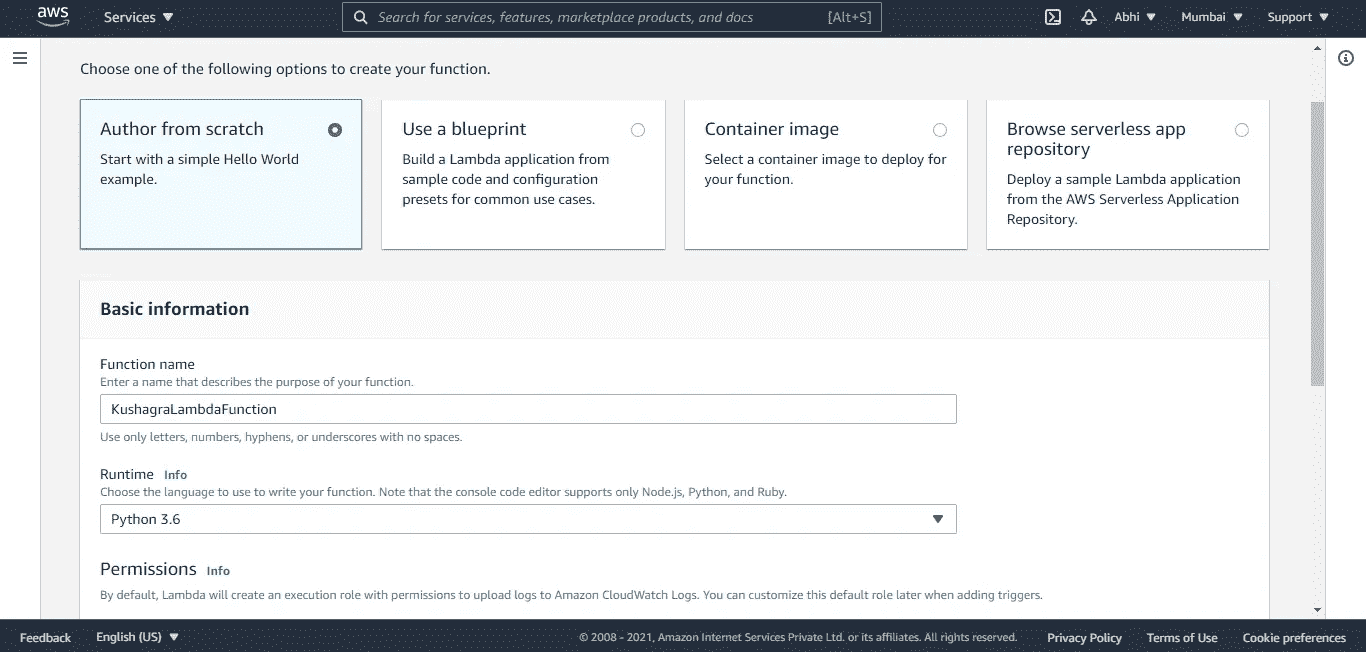 aws
Services
Search for services, features, marketplace products, and docs
[Alt+S]
Abhi
Mumbai
Support
Choose one of the following options to create your function.
Author from scratch
Start with a simple Hello World
example.
Use a blueprint
Build a Lambda application from
sample code and configuration
presets for common use cases.
Container image
Select a container image to deploy for
your function.
Browse serverless app
repository
Deploy a sample Lambda application
from the AWS Serverless Application
Repository.
Basic information
Function name
Enter a name that describes the purpose of your function.
KushagraLambdaFunction
Use only letters, numbers, hyphens, or underscores with no spaces.
Runtime Info
Choose the language to use to write your function. Note that the console code editor supports only Node.js, Python, and Ruby.
Python 3.6
Permissions Info
By default, Lambda will create an execution role with permissions to upload logs to Amazon CloudWatch Logs. You can customize this default role later when adding triggers.
Feedback
English (US)
© 2008 - 2021, Amazon Internet Services Private Ltd. or its affiliates. All rights reserved.
Privacy Policy
Terms of Use
Cookie preferences